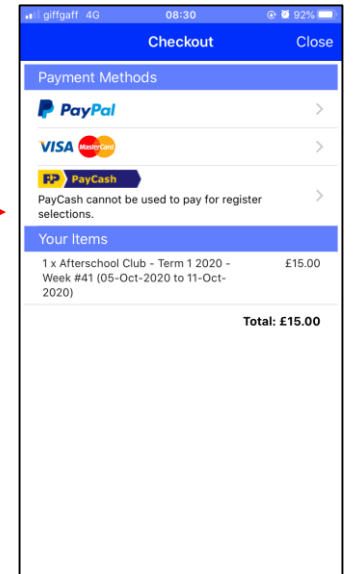 giffgaff 4G 08:30 92%
Checkout Close
Payment Methods
PayPal
VISA MasterCard
PP PayCash
PayCash cannot be used to pay for register
selections.
Your Items
1 x Afterschool Club - Term 1 2020 - £15.00
Week #41 (05-Oct-2020 to 11-Oct-
2020)
Total: £15.00